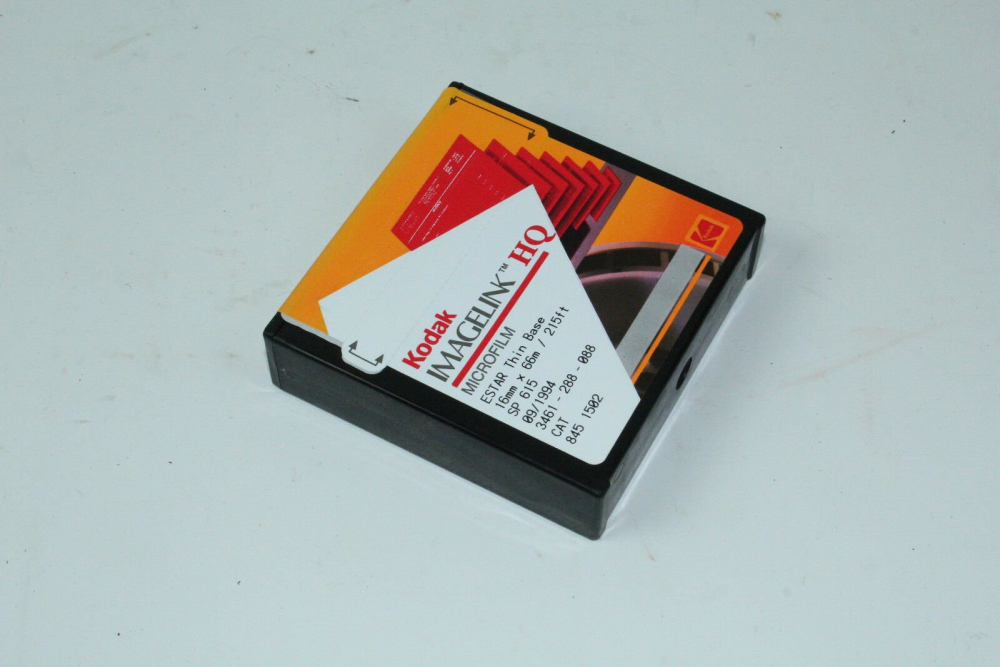 Kodak
IMAGELINK™ HQ
MICROFILM
ESTAR Thin Base
16mm x 66m / 215ft
SP 615
09/1994
3461 - 288 - 088
CAT
845 1502